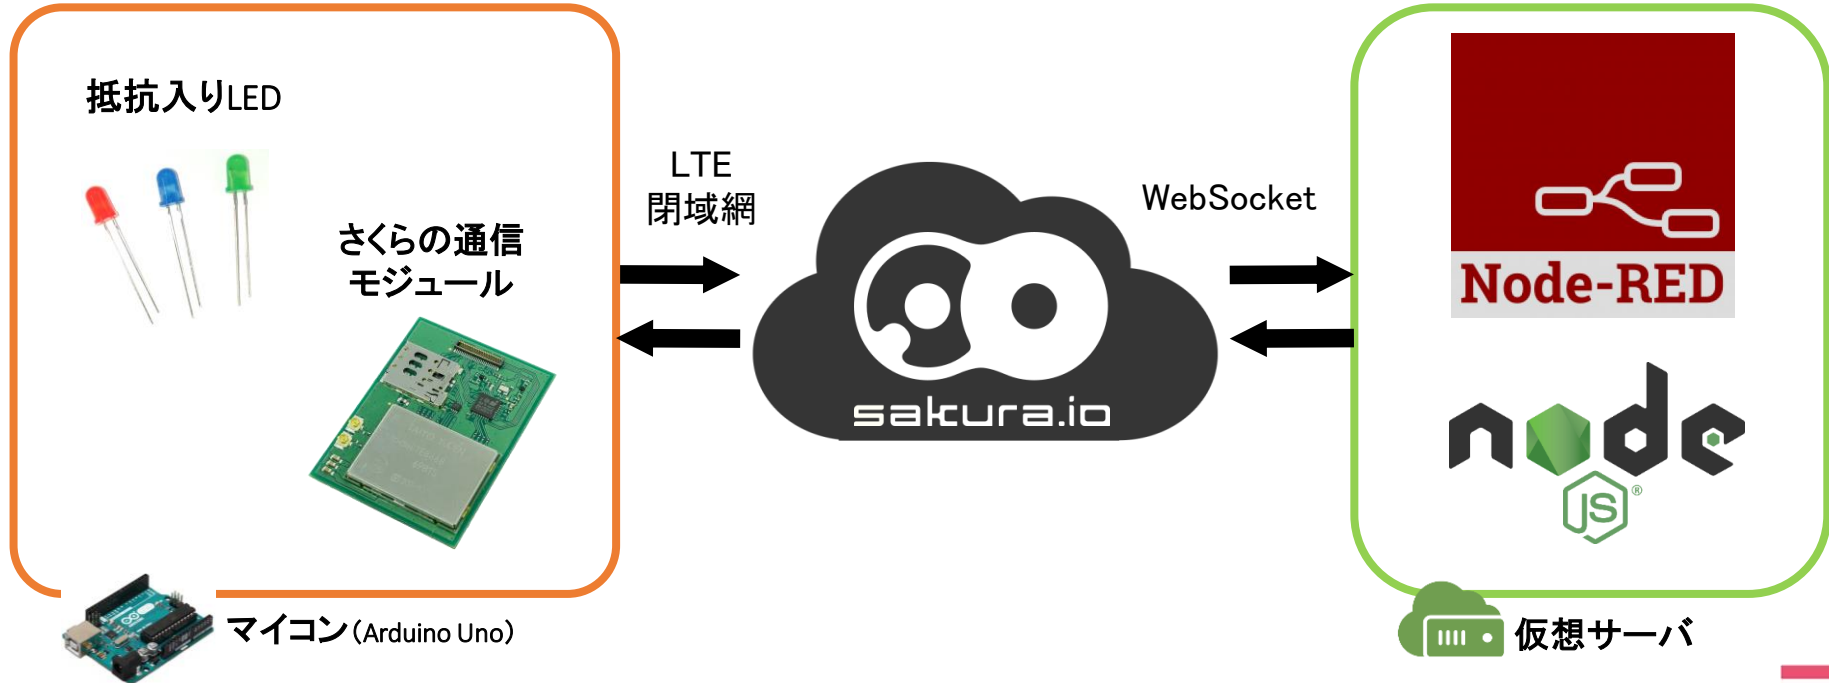 抵抗入りLED
さくらの通信
モジュール
マイコン(Arduino Uno)
LTE
閉域網
sakura.io
WebSocket
Node-RED
node
JS®
仮想サーバ